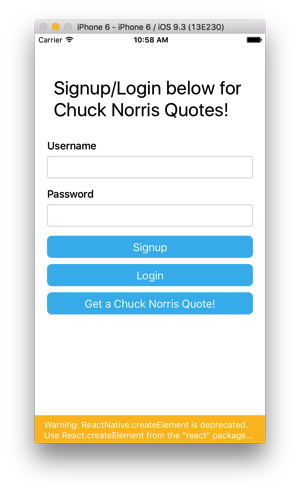 iPhone 6 - iPhone 6 / iOS 9.3 (13E230)
Carrier 10:58 AM
Signup/Login below for
Chuck Norris Quotes!
Username
Password
Signup
Login
Get a Chuck Norris Quote!
Warning: ReactNative.createElement is deprecated.
Use React.createElement from the "react" package...